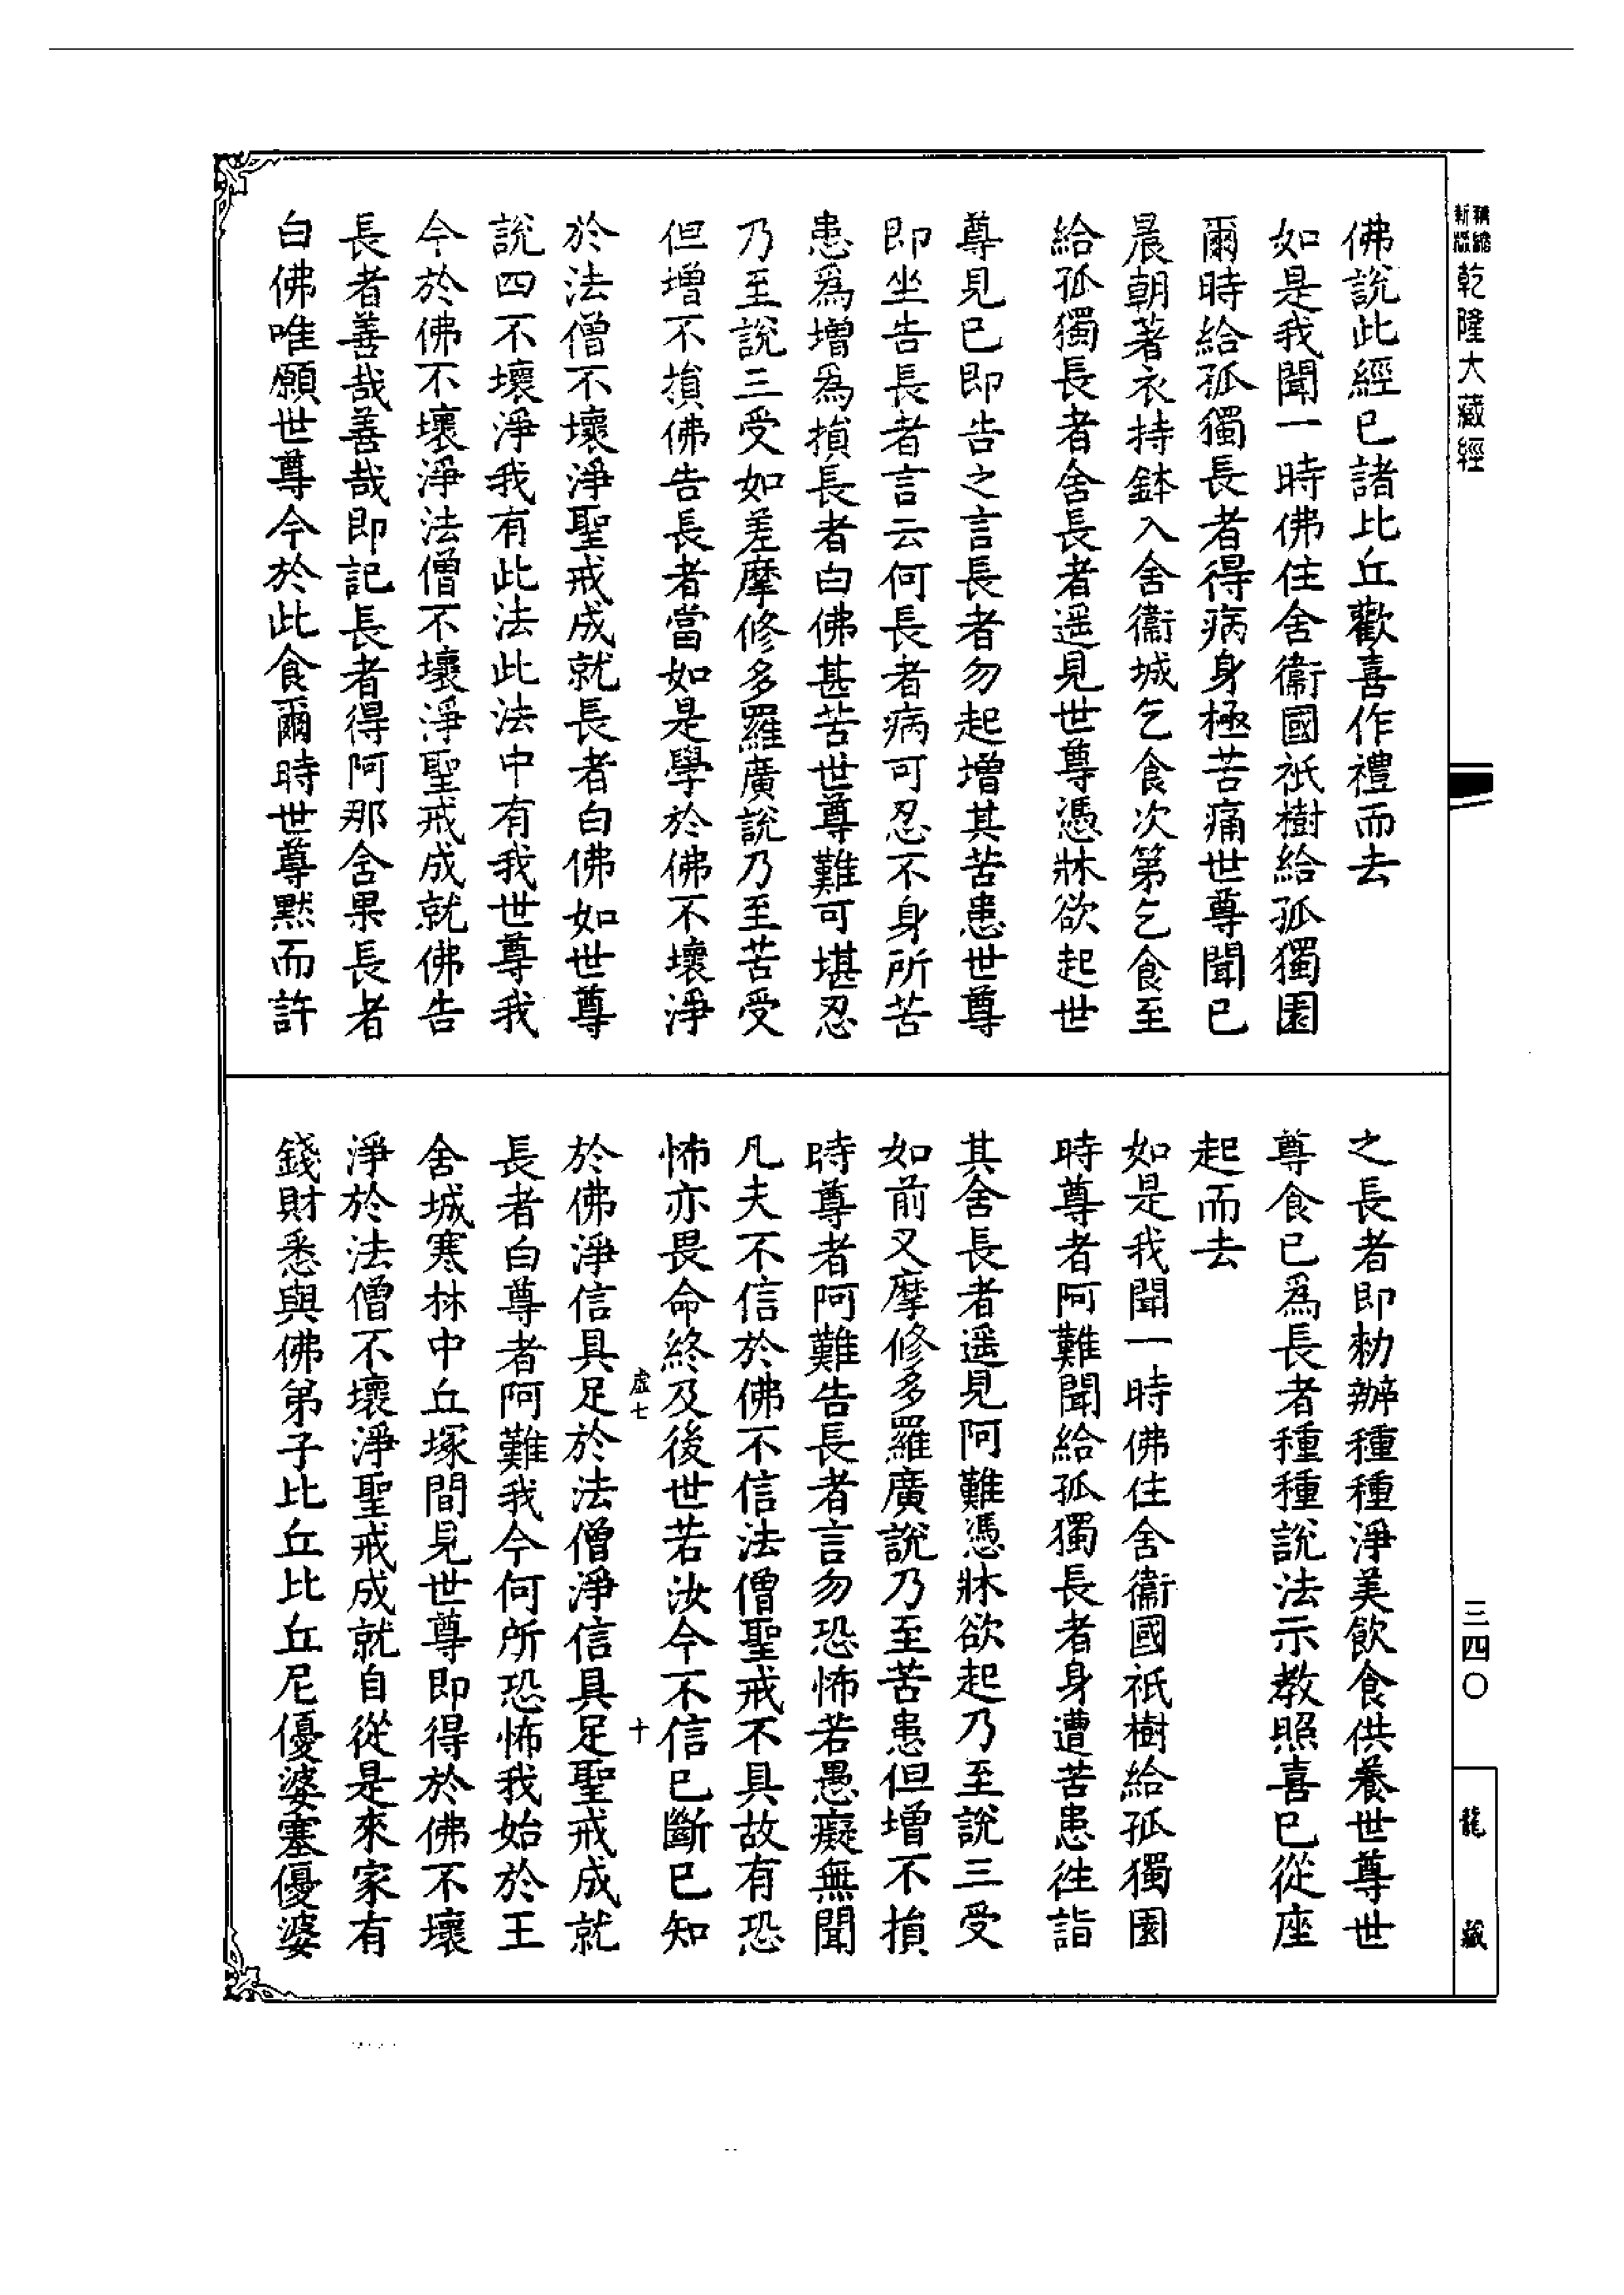 新編縮版乾隆大藏經
三四〇
龍藏
佛說此經已諸比丘歡喜作禮而去
如是我聞一時佛住舍衛國祇樹給孤獨園
爾時給孤獨長者得病身極苦痛世尊聞已
晨朝著衣持鉢入舍衛城乞食次第乞食至
給孤獨長者舍長者遥見世尊憑牀欲起世
尊見已即告之言長者勿起增其苦患世尊
即坐告長者言云何長者病可忍不身所苦
患爲增爲損長者白佛甚苦世尊難可堪忍
乃至說三受如差摩修多羅廣說乃至苦受
但增不損佛告長者當如是學於佛不壞淨
於法僧不壞淨聖戒成就長者白佛如世尊
說四不壞淨我有此法此法中有我世尊我
今於佛不壞淨法僧不壞淨聖戒成就佛告
長者善哉善哉即記長者得阿那舍果長者
白佛唯願世尊今於此食爾時世尊默而許
之長者即勑辦種種淨美飲食供養世尊世
尊食已爲長者種種說法示教照喜已從座
起而去
如是我聞一時佛住舍衛國祇樹給孤獨園
時尊者阿難聞給孤獨長者身遭苦患往詣
其舍長者遥見阿難憑牀欲起乃至說三受
如前叉摩修多羅廣說乃至苦患但增不損
時尊者阿難告長者言勿恐怖若愚癡無聞
凡夫不信於佛不信法僧聖戒不具故有恐
怖亦畏命終及後世若汝今不信已斷已知
虛七 十
於佛淨信具足於法僧淨信具足聖戒成就
長者白尊者阿難我今何所恐怖我始於王
舍城寒林中丘塚間見世尊即得於佛不壞
淨於法僧不壞淨聖戒成就自從是來家有
錢財悉與佛弟子比丘比丘尼優婆塞優婆